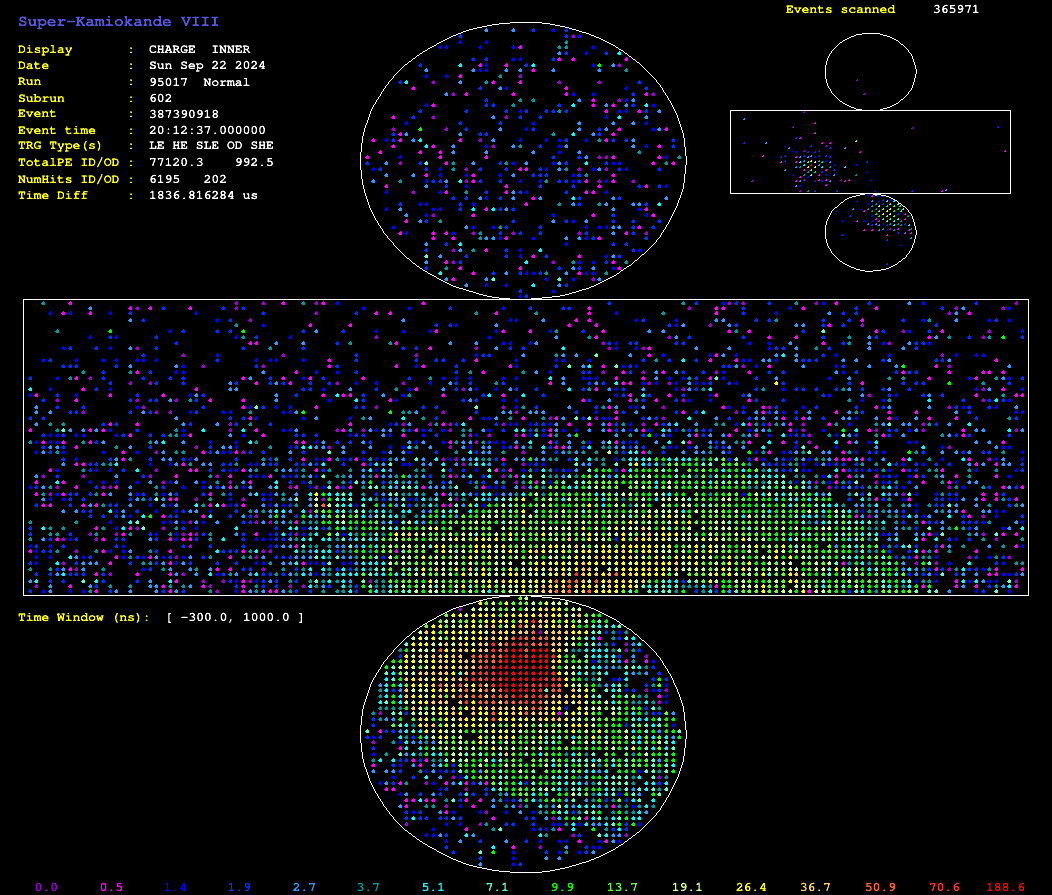 Super-Kamiokande VIII
Display : CHARGE INNER
Date : Sun Sep 22 2024
Run : 95017 Normal
Subrun : 602
Event : 387390918
Event time : 20:12:37.000000
TRG Type(s) : LE HE SLE OD SHE
TotalPE ID/OD : 77120.3 992.5
NumHits ID/OD : 6195 202
Time Diff : 1836.816284 us
Events scanned 365971
Time Window (ns): [ -300.0, 1000.0 ]
0.0 0.5 1.4 1.9 2.7 3.7 5.1 7.1 9.9 13.7 19.1 26.4 36.7 50.9 70.6 188.6